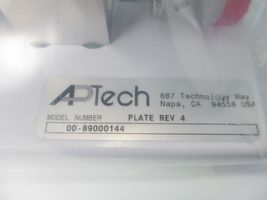 APTech
687 Technology Way
Napa, CA 94558 USA
MODEL NUMBER PLATE REV 4
00-89000144